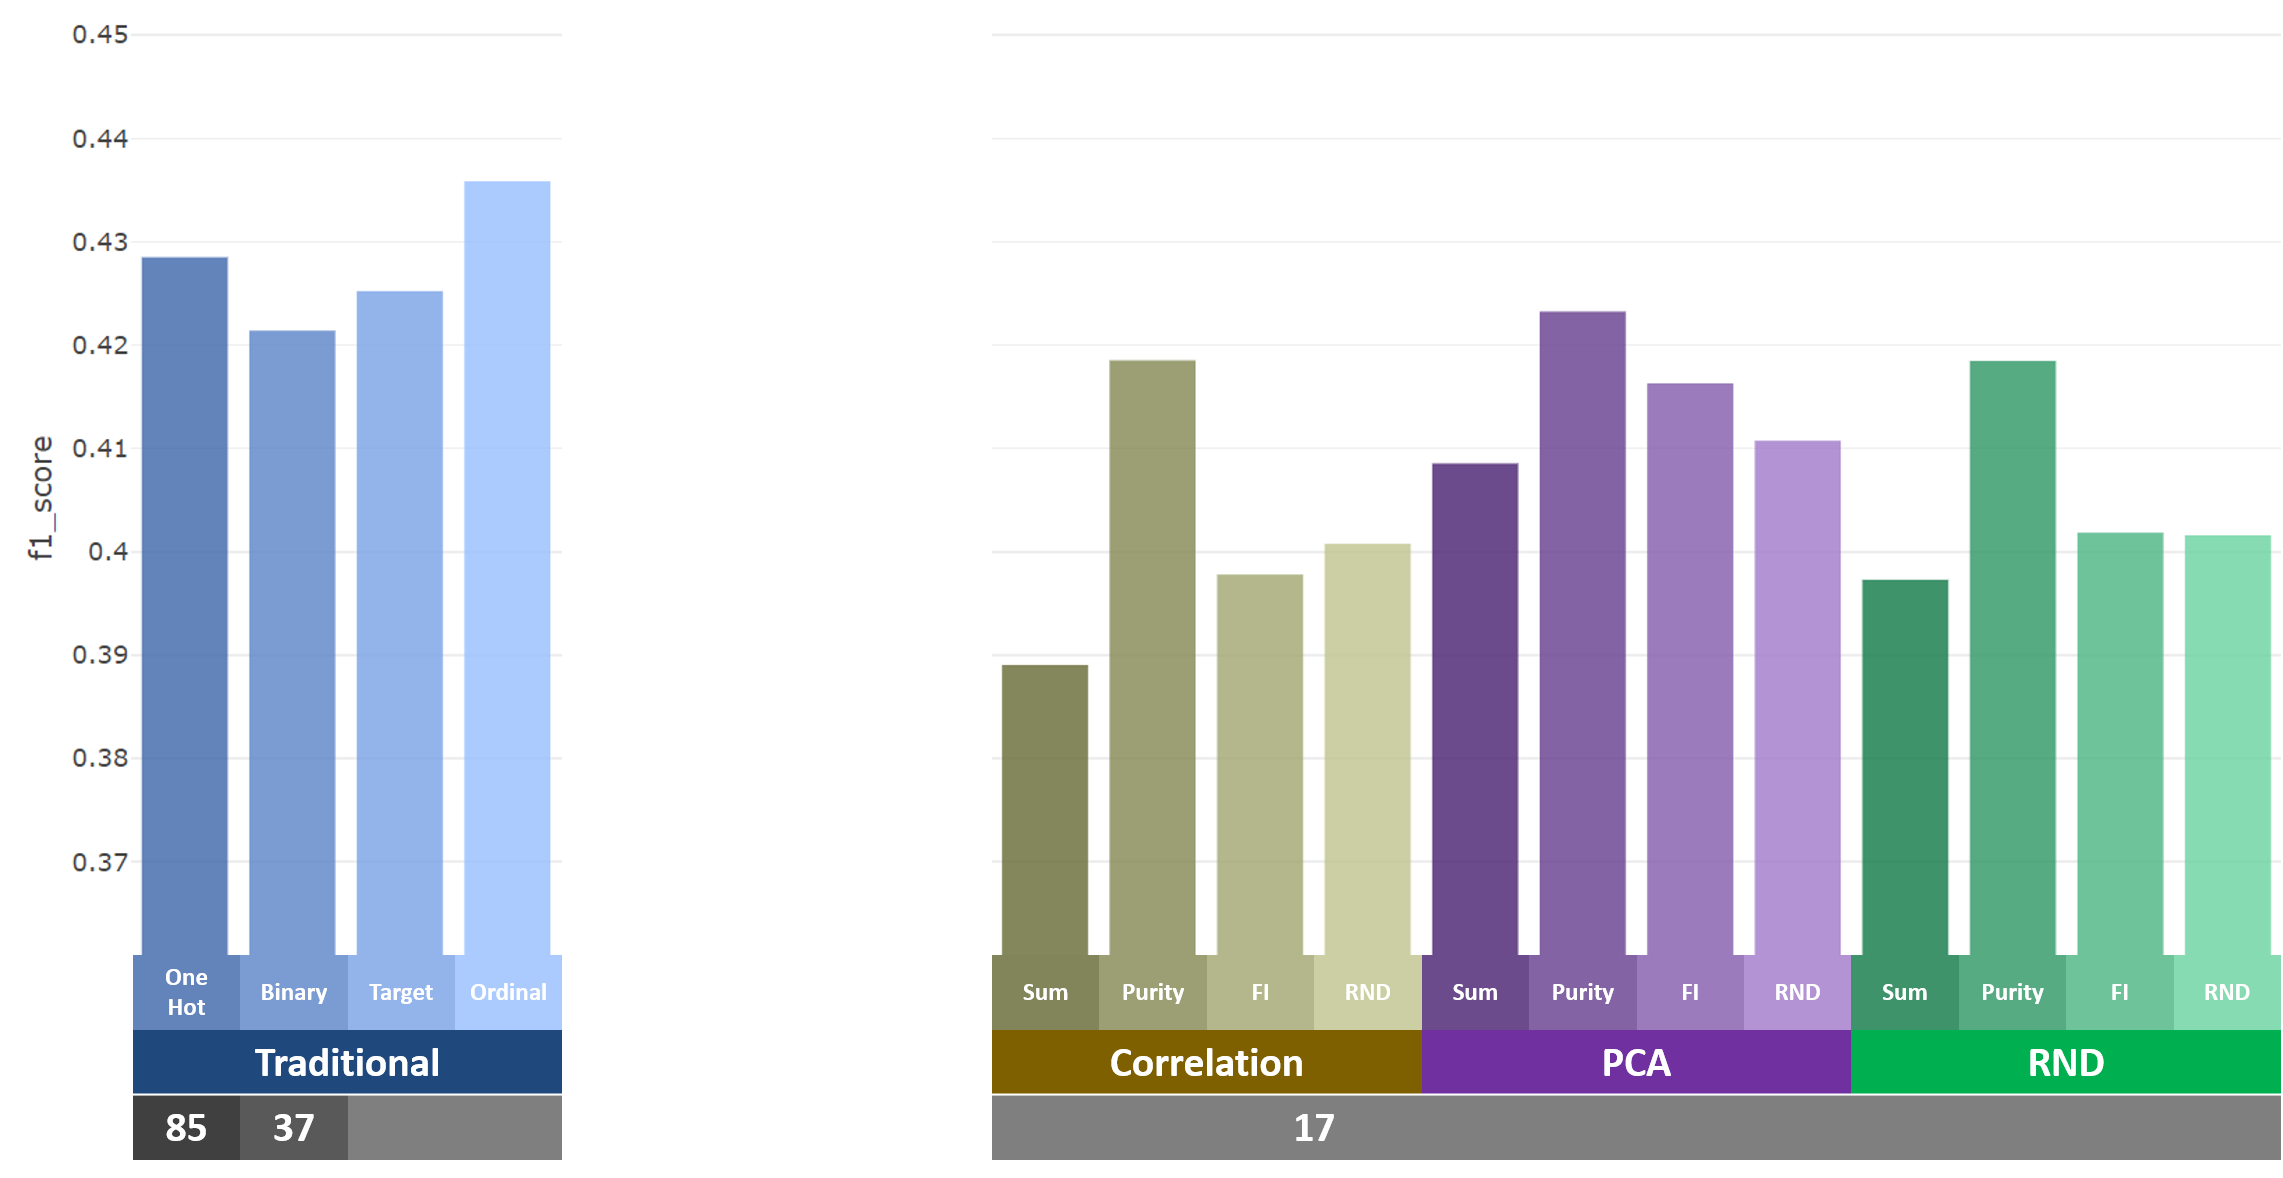 0.45
0.44
0.43
0.42
0.41
0.4
0.39
0.38
0.37
f1_score
One
Hot
Binary
Target
Ordinal
Sum
Purity
FI
RND
Sum
Purity
FI
RND
Sum
Purity
FI
RND
Traditional
Correlation
PCA
RND
85
37
17